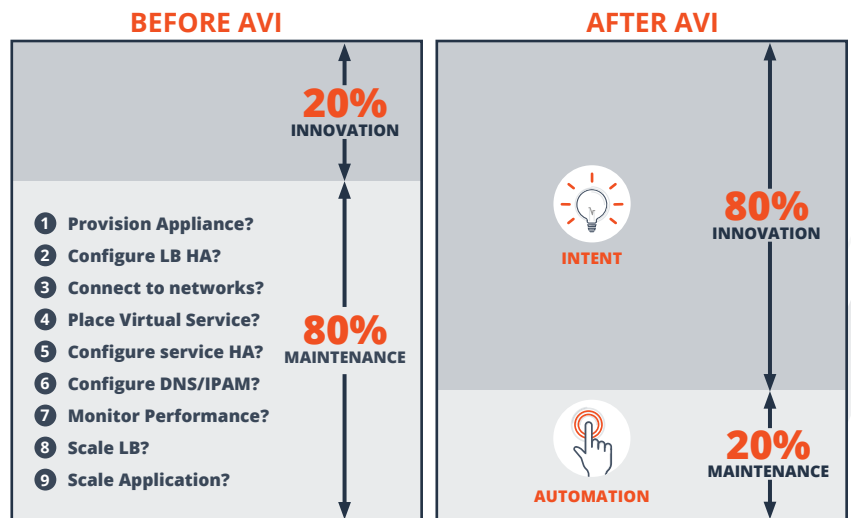 BEFORE AVI
20%
INNOVATION
1 Provision Appliance?
2 Configure LB HA?
3 Connect to networks?
4 Place Virtual Service?
5 Configure service HA?
6 Configure DNS/IPAM?
7 Monitor Performance?
8 Scale LB?
9 Scale Application?
80%
MAINTENANCE
AFTER AVI
INTENT
80%
INNOVATION
AUTOMATION
20%
MAINTENANCE